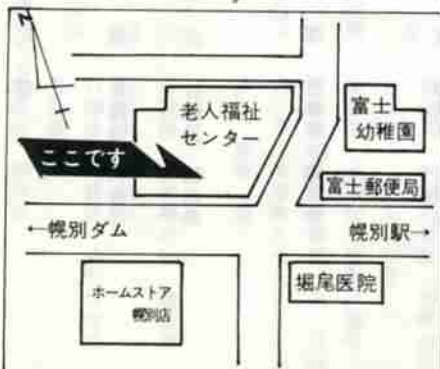 N
老人福祉
センター
富士
幼稚園
ここです
富士郵便局
←幌別ダム
幌別駅→
ホームストア
幌別店
堀尾医院